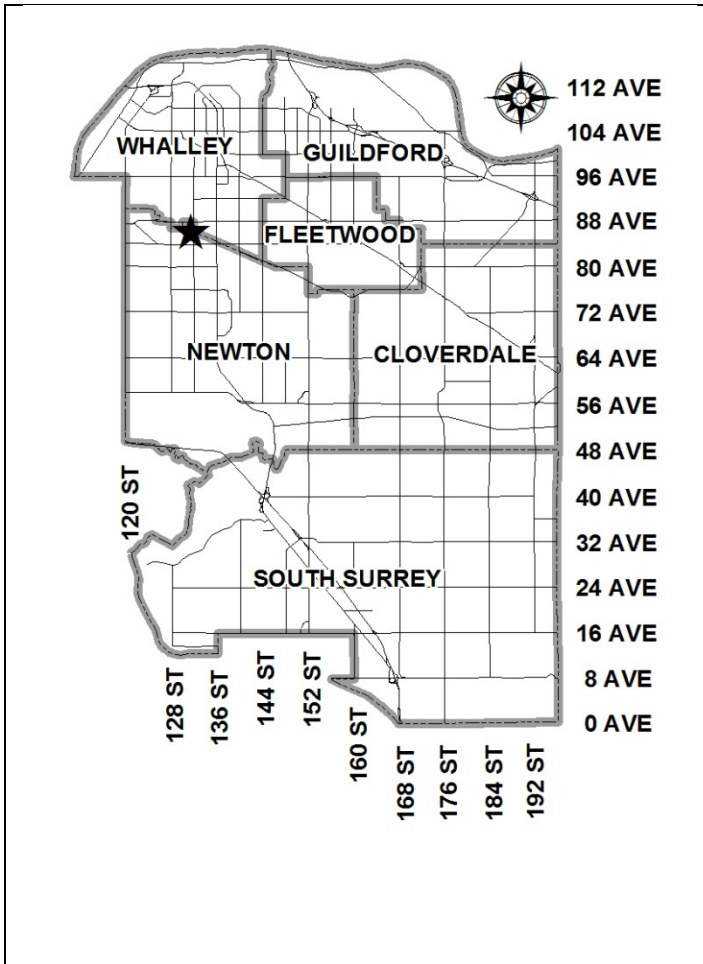 112 AVE
104 AVE
WHALLEY
GUILDFORD
96 AVE
88 AVE
FLEETWOOD
80 AVE
72 AVE
NEWTON
CLOVERDALE
64 AVE
56 AVE
48 AVE
120 ST
40 AVE
32 AVE
SOUTH SURREY
24 AVE
16 AVE
128 ST
136 ST
144 ST
152 ST
8 AVE
160 ST
0 AVE
168 ST
176 ST
184 ST
192 ST